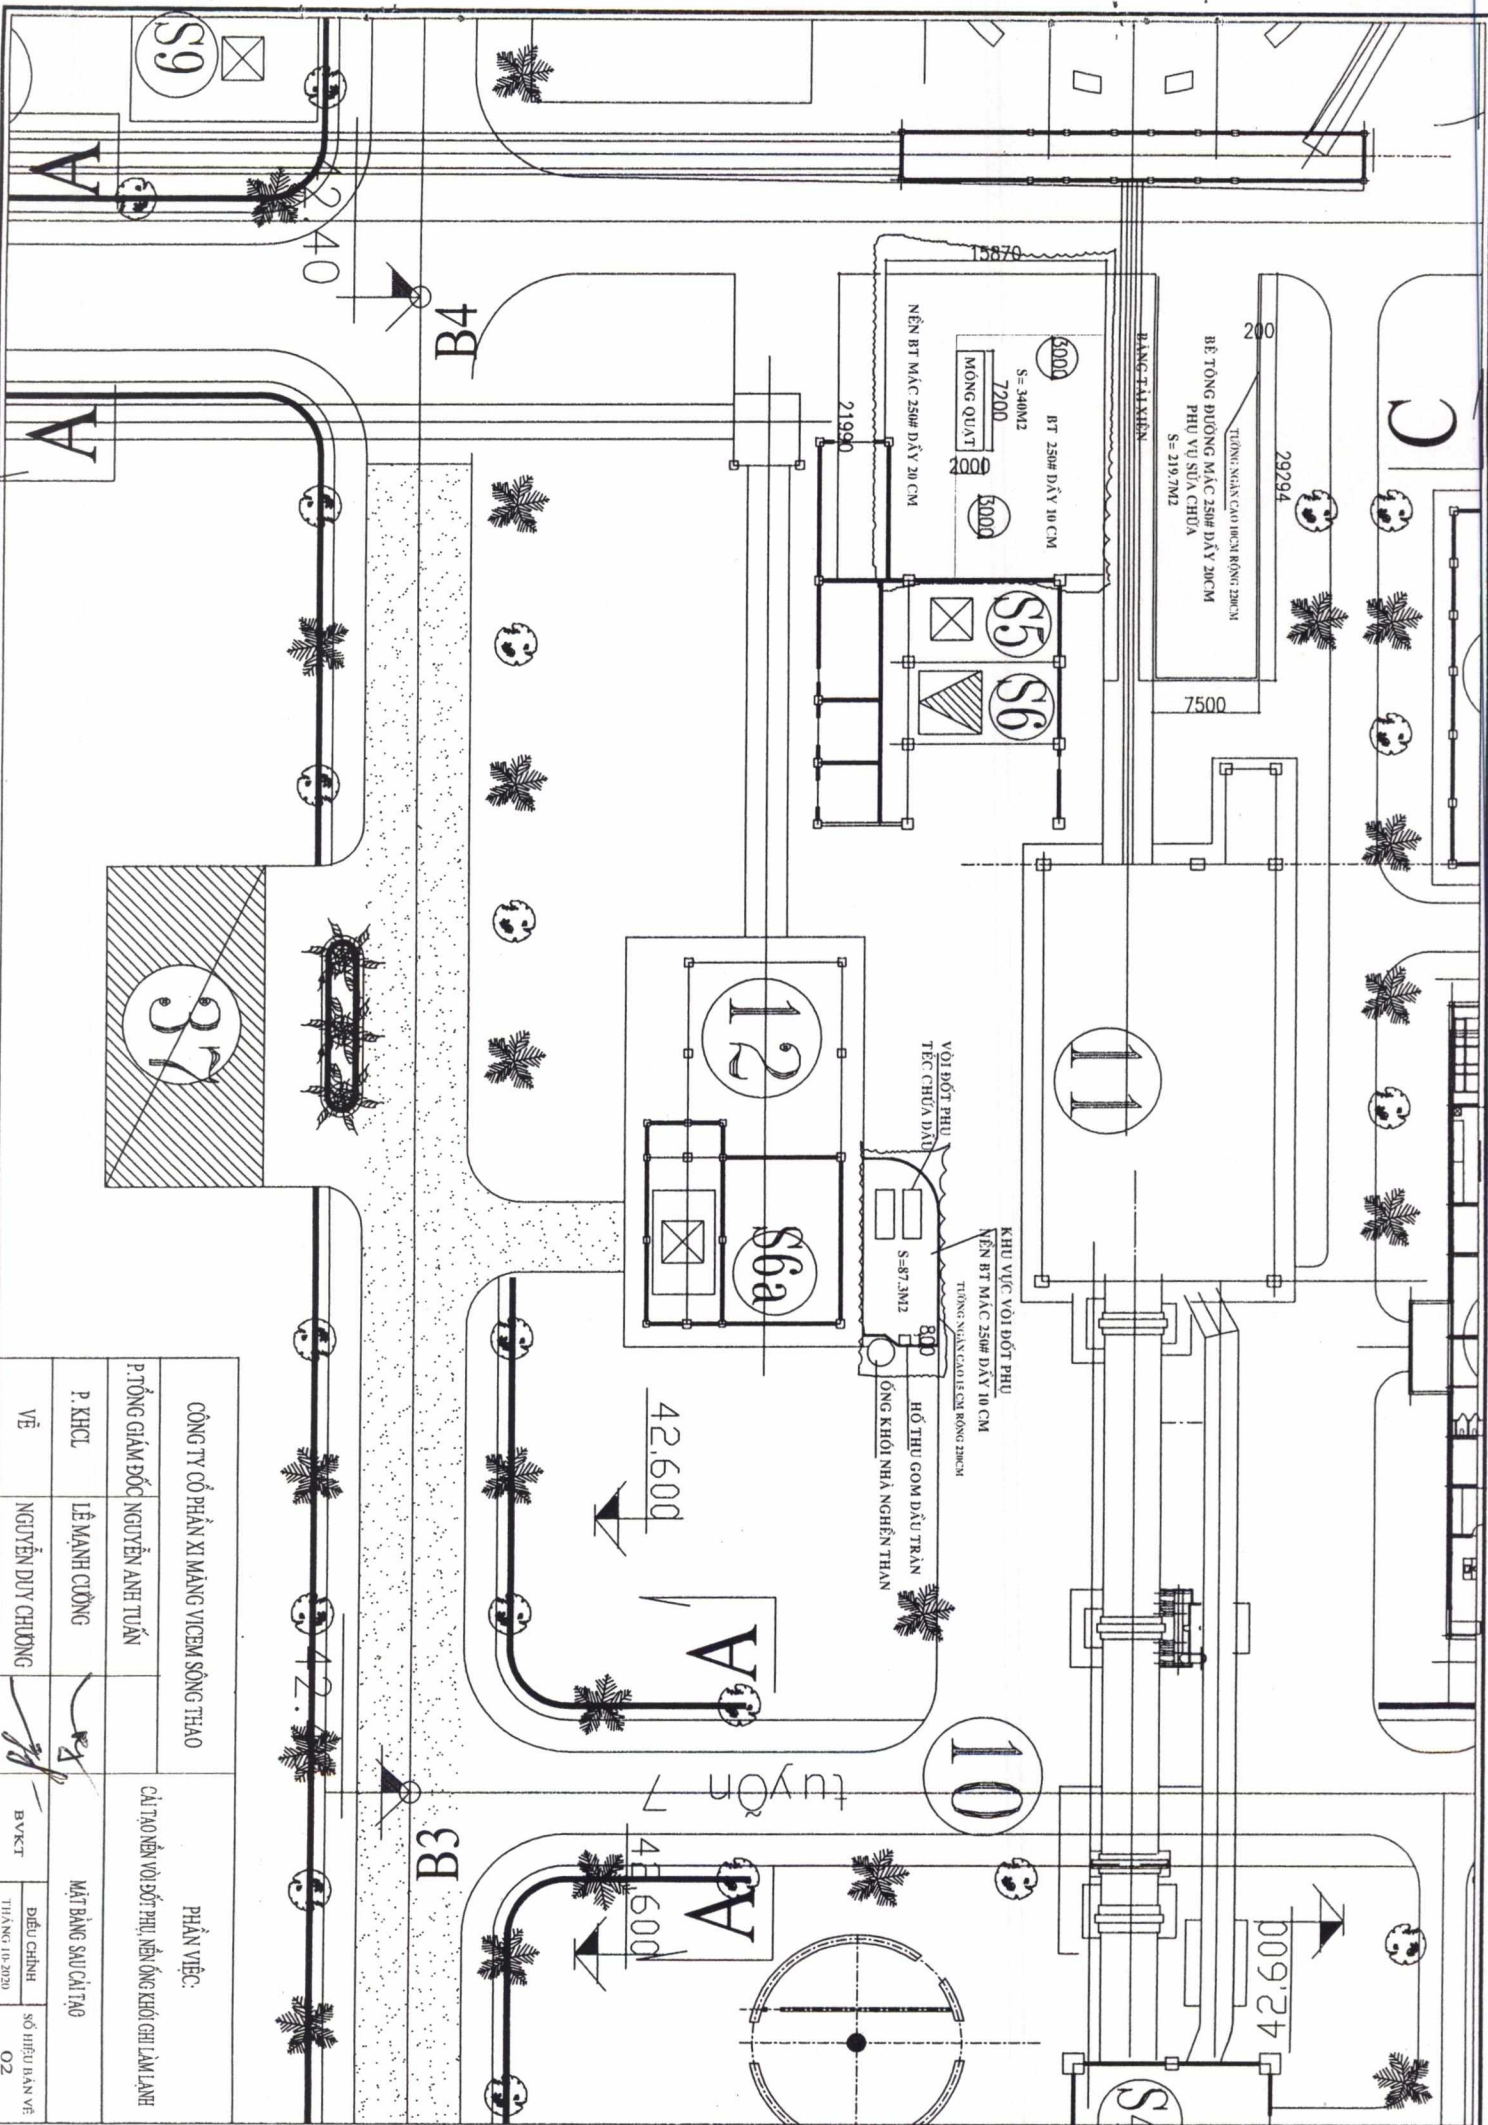 S9
A
42.40
B4
A
15870
NỀN BT MÁC 250# DẦY 20 CM
MÓNG QUẠT
7200
2000
S= 340M2
3000
BT 250# DẦY 10 CM
3000
21990
BĂNG TẢI XIÊN
200
TƯỜNG NGĂN CAO 10CM RỘNG 220CM
BÊ TÔNG ĐƯỜNG MÁC 250# DẦY 20CM
PHỤ VỤ SỬA CHỮA
S= 219.7M2
29294
7500
C
S5
S6
37
12
S6a
11
VÒI ĐỐT PHU
TÉC CHỨA DẦU
KHU VỰC VÒI ĐỐT PHU
NỀN BT MÁC 250# DẦY 10 CM
TƯỜNG NGĂN CAO 15 CM RỘNG 220CM
S=87.3M2
800
HỐ THU GOM DẦU TRÀN
ỐNG KHÓI NHÀ NGHIỀN THAN
42,600
A
10
tuyÕn 7
42.
B3
42,600
A
42,600
CÔNG TY CỔ PHẦN XI MĂNG VICEM SÔNG THAO
PHẦN VIỆC:
CẢI TẠO NỀN VÒI ĐỐT PHỤ, NỀN ỐNG KHÓI GHI LÀM LẠNH
P.TỔNG GIÁM ĐỐC NGUYỄN ANH TUẤN
P. KHCL LÊ MẠNH CƯỜNG
MẶT BẰNG SAU CẢI TẠO
VẼ NGUYỄN DUY CHƯƠNG
BVKT
ĐIỀU CHỈNH
THÁNG 10-2020
SỐ HIỆU BẢN VẼ
02